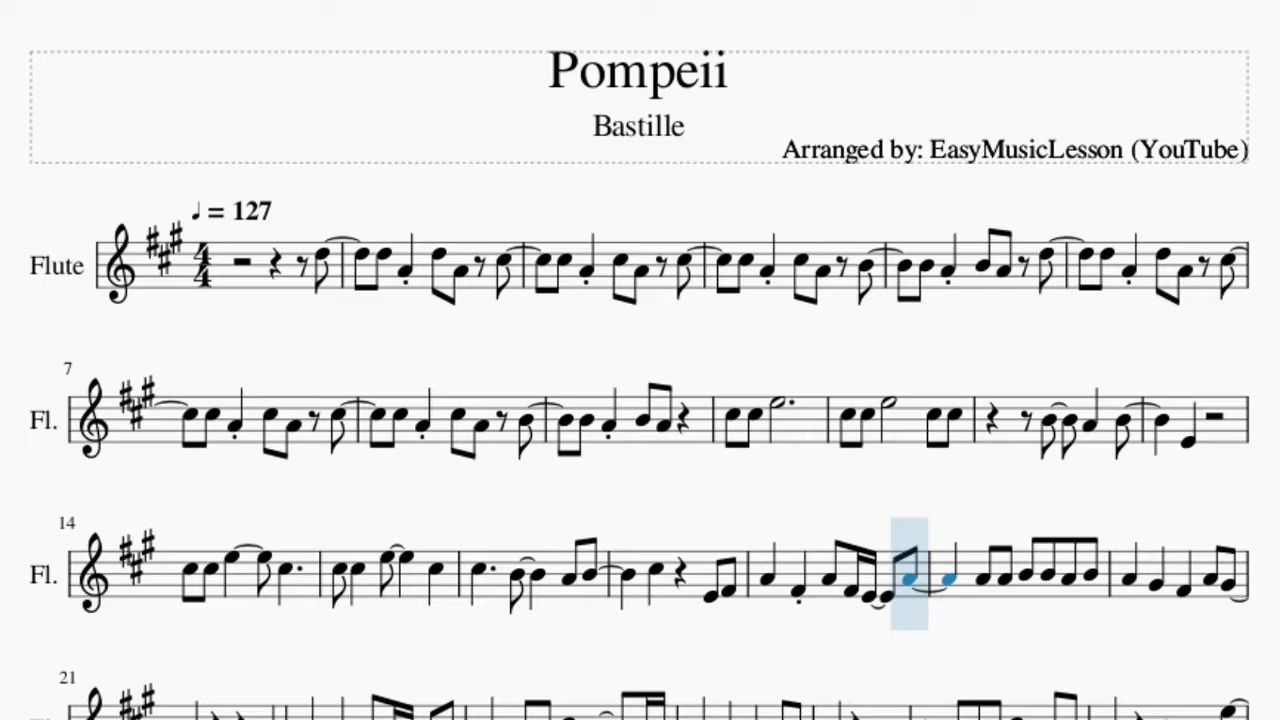 Pompeii
Bastille
Arranged by: EasyMusicLesson (YouTube)
♩ = 127
Flute
4
4
7
Fl.
14
Fl.
21